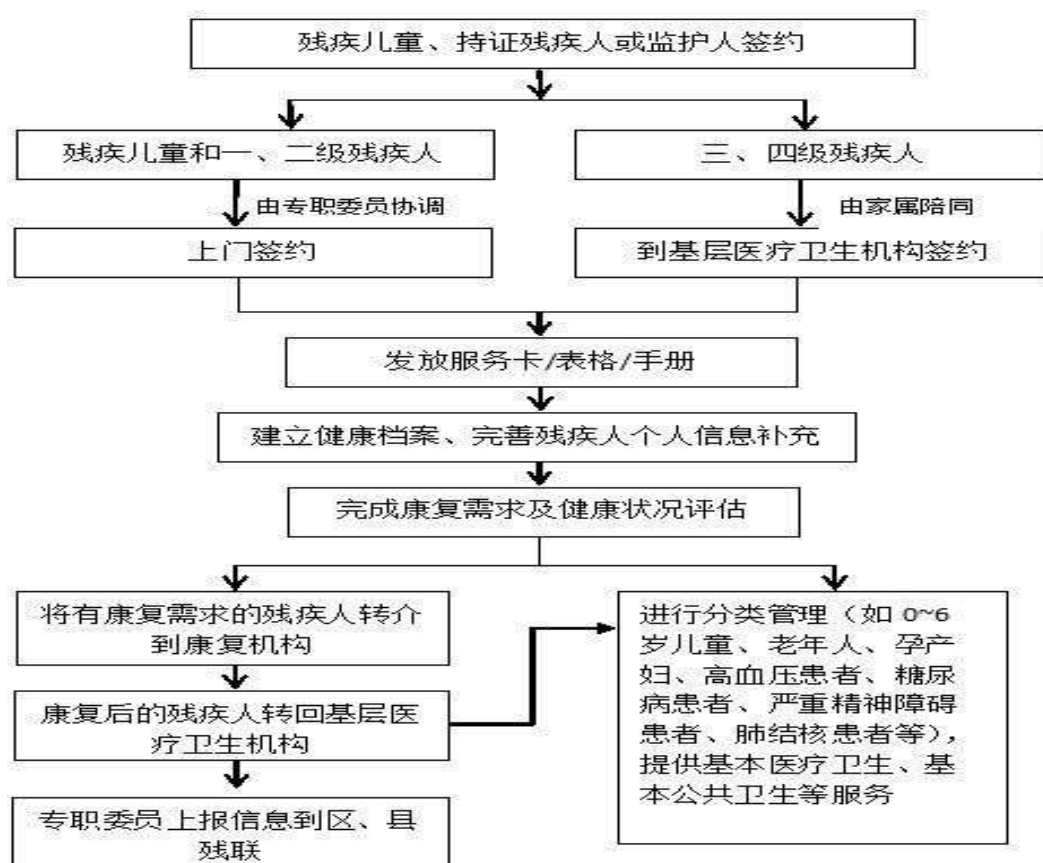 残疾儿童、持证残疾人或监护人签约
残疾儿童和一、二级残疾人
三、四级残疾人
由专职委员协调
由家属陪同
上门签约
到基层医疗卫生机构签约
发放服务卡/表格/手册
建立健康档案、完善残疾人个人信息补充
完成康复需求及健康状况评估
将有康复需求的残疾人转介
到康复机构
康复后的残疾人转回基层医
疗卫生机构
专职委员上报信息到区、县
残联
进行分类管理（如 0~6
岁儿童、老年人、孕产
妇、高血压患者、糖尿
病患者、严重精神障碍
患者、肺结核患者等），
提供基本医疗卫生、基
本公共卫生等服务